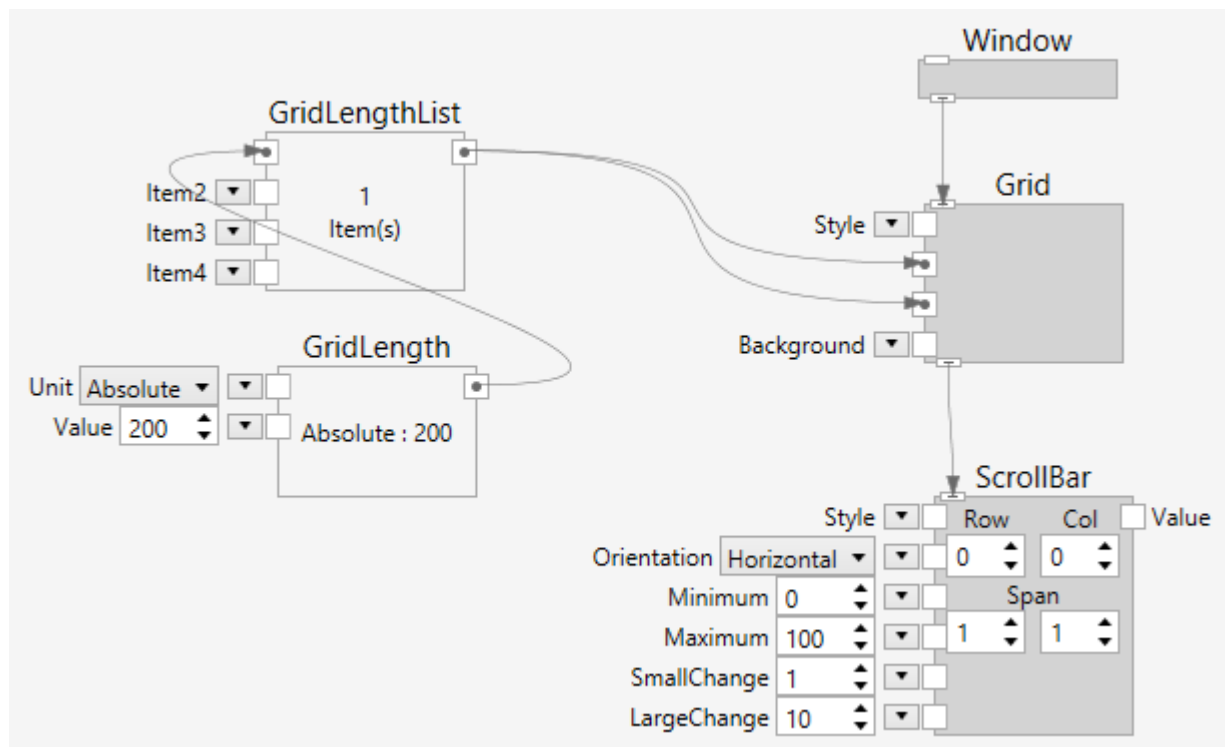 Window
GridLengthList
Item2
1
Item3
Item(s)
Item4
Grid
Style
Background
GridLength
Unit Absolute
Value 200
Absolute : 200
ScrollBar
Style
Row Col
Value
Orientation Horizontal
0 0
Minimum 0
Span
Maximum 100
1 1
SmallChange 1
LargeChange 10